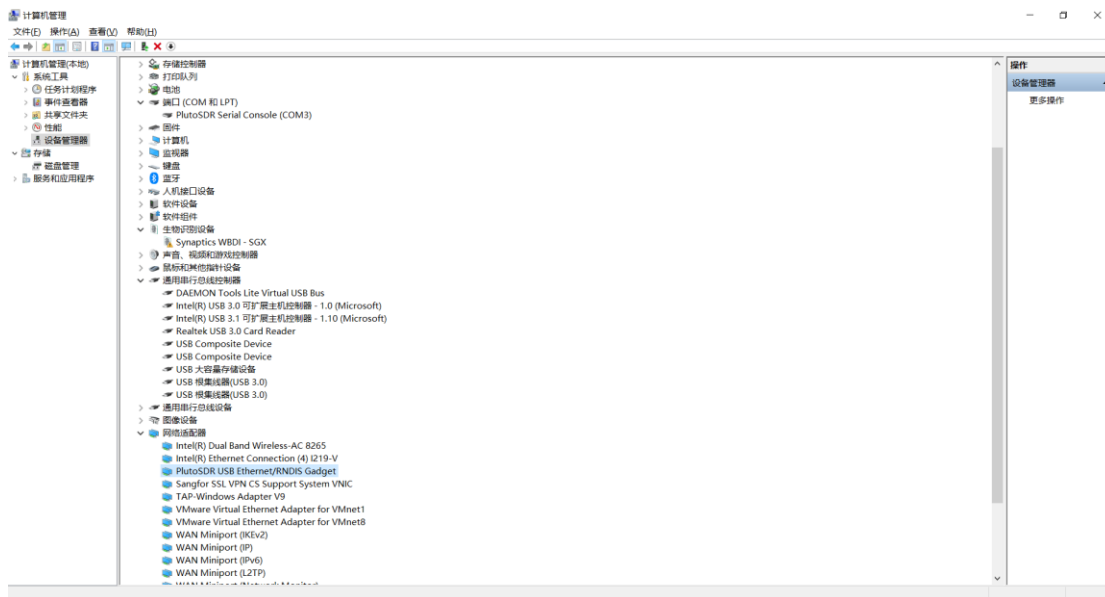 计算机管理
文件(F) 操作(A) 查看(V) 帮助(H)
计算机管理(本地)
系统工具
任务计划程序
事件查看器
共享文件夹
性能
设备管理器
存储
磁盘管理
服务和应用程序
存储控制器
打印队列
电池
端口 (COM 和 LPT)
PlutoSDR Serial Console (COM3)
固件
计算机
监视器
键盘
蓝牙
人机接口设备
软件设备
软件组件
生物识别设备
Synaptics WBDI - SGX
声音、视频和游戏控制器
鼠标和其他指针设备
通用串行总线控制器
DAEMON Tools Lite Virtual USB Bus
Intel(R) USB 3.0 可扩展主机控制器 - 1.0 (Microsoft)
Intel(R) USB 3.1 可扩展主机控制器 - 1.10 (Microsoft)
Realtek USB 3.0 Card Reader
USB Composite Device
USB Composite Device
USB 大容量存储设备
USB 根集线器(USB 3.0)
USB 根集线器(USB 3.0)
通用串行总线设备
图像设备
网络适配器
Intel(R) Dual Band Wireless-AC 8265
Intel(R) Ethernet Connection (4) I219-V
PlutoSDR USB Ethernet/RNDIS Gadget
Sangfor SSL VPN CS Support System VNIC
TAP-Windows Adapter V9
VMware Virtual Ethernet Adapter for VMnet1
VMware Virtual Ethernet Adapter for VMnet8
WAN Miniport (IKEv2)
WAN Miniport (IP)
WAN Miniport (IPv6)
WAN Miniport (L2TP)
WAN Miniport (Network Monitor)
操作
设备管理器
更多操作